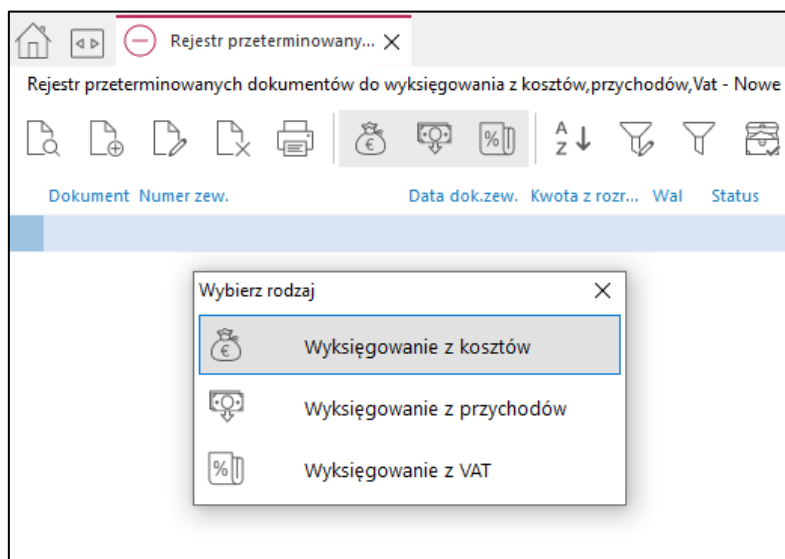 Rejestr przeterminowany...
Rejestr przeterminowanych dokumentów do wyksięgowania z kosztów,przychodów,Vat - Nowe
€ % A Z
Dokument Numer zew. Data dok.zew. Kwota z rozr... Wal Status
Wybierz rodzaj
€ Wyksięgowanie z kosztów
Wyksięgowanie z przychodów
% Wyksięgowanie z VAT